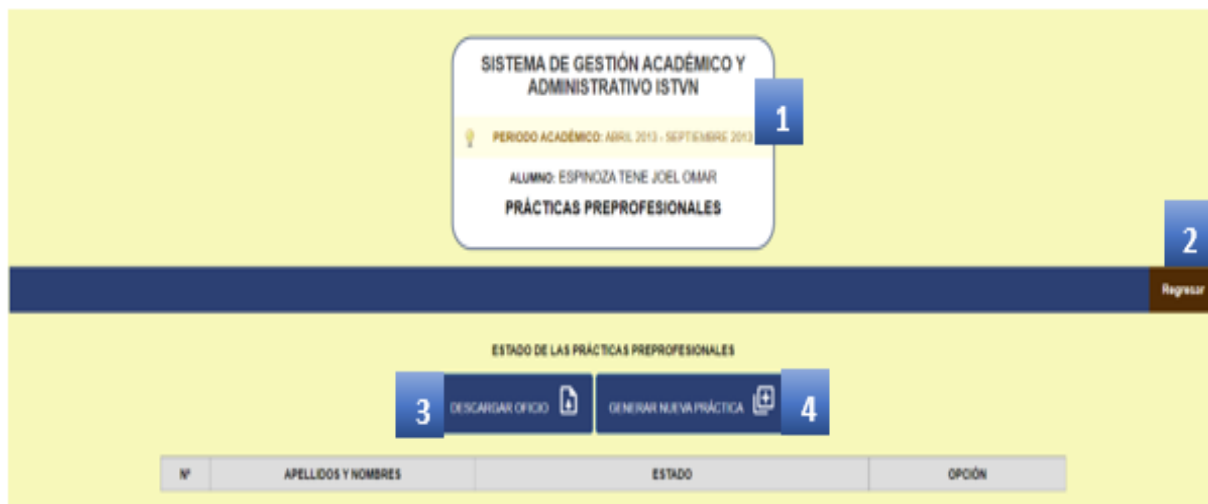 SISTEMA DE GESTIÓN ACADÉMICO Y
ADMINISTRATIVO ISTVN
1
PERIODO ACADÉMICO: ABRIL 2013 - SEPTIEMBRE 2013
ALUMNO: ESPINOZA TENE JOEL OMAR
PRÁCTICAS PREPROFESIONALES
2
Regresar
ESTADO DE LAS PRÁCTICAS PREPROFESIONALES
3 DESCARGAR OFICIO GENERAR NUEVA PRÁCTICA 4
Nº APELLIDOS Y NOMBRES ESTADO OPCIÓN